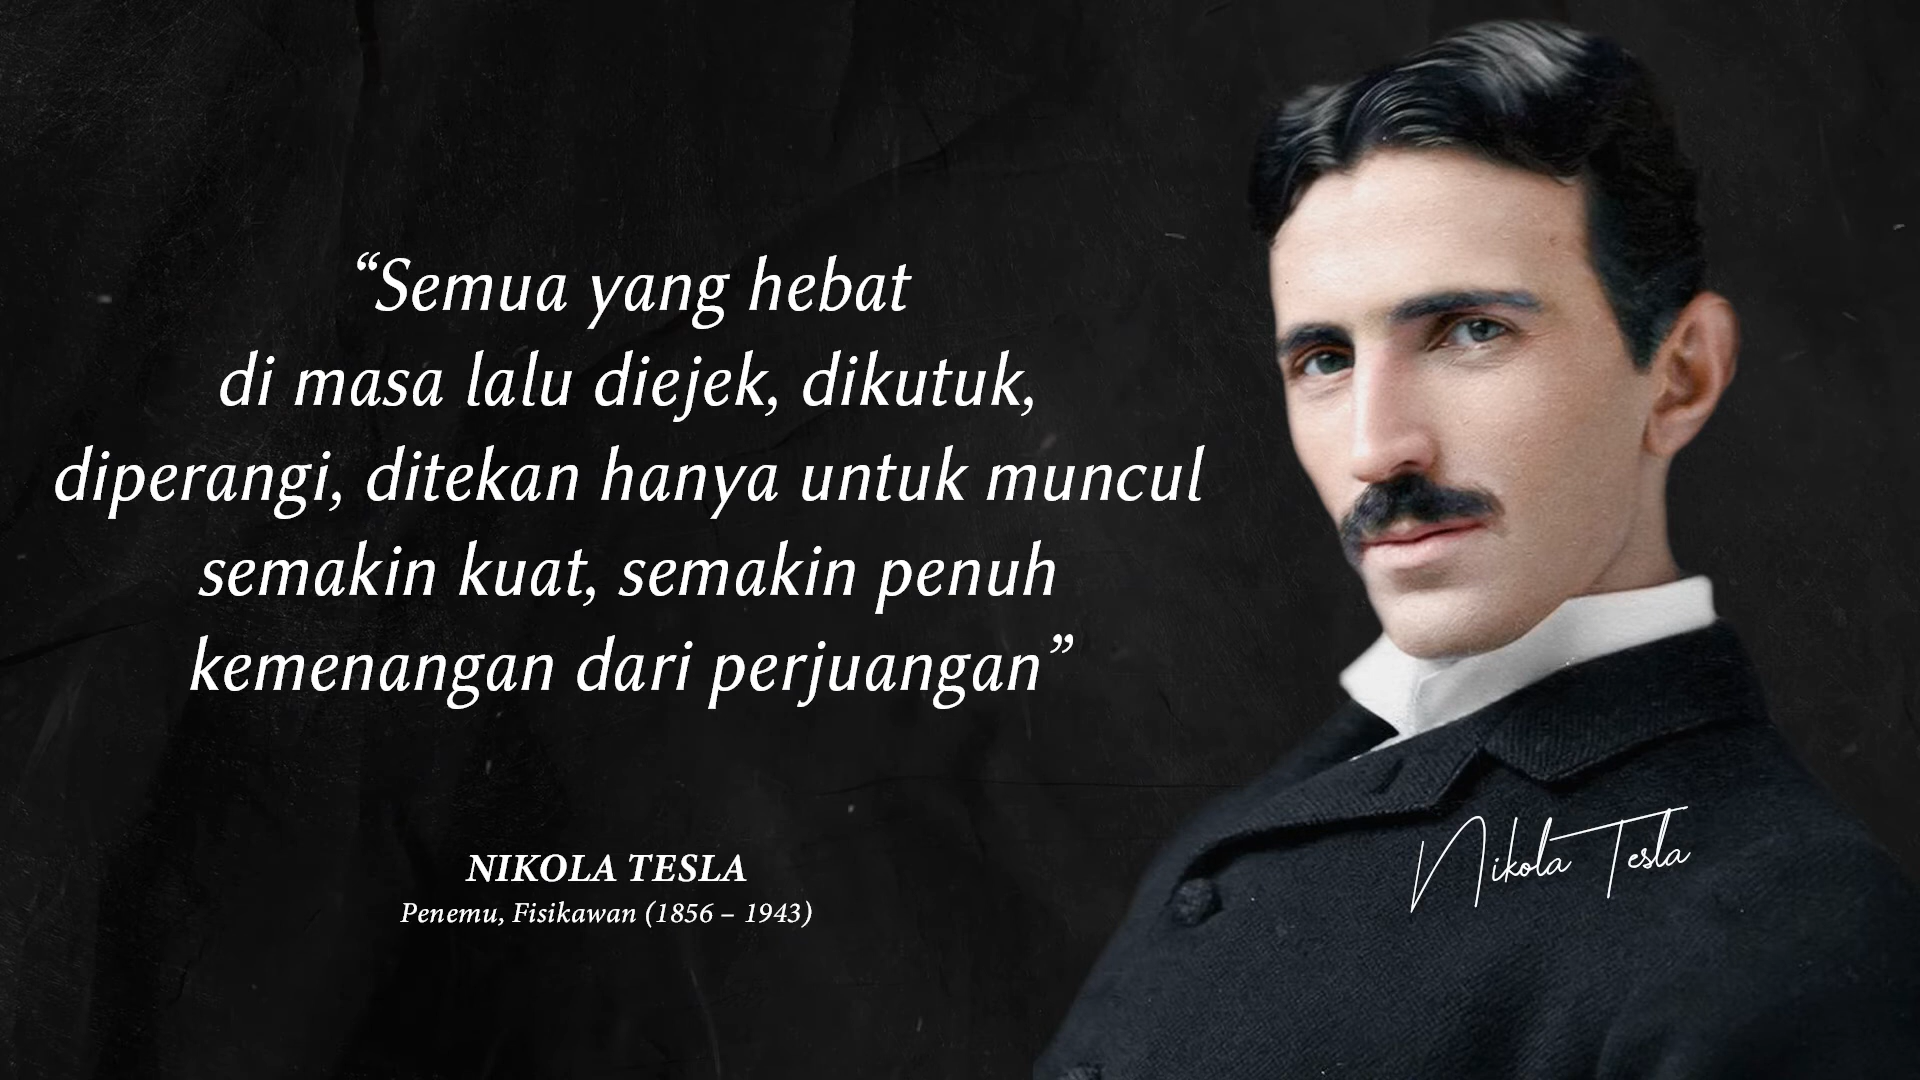 “Semua yang hebat
di masa lalu diejek, dikutuk,
diperangi, ditekan hanya untuk muncul
semakin kuat, semakin penuh
kemenangan dari perjuangan”
NIKOLA TESLA
Penemu, Fisikawan (1856 – 1943)
Nikola Tesla